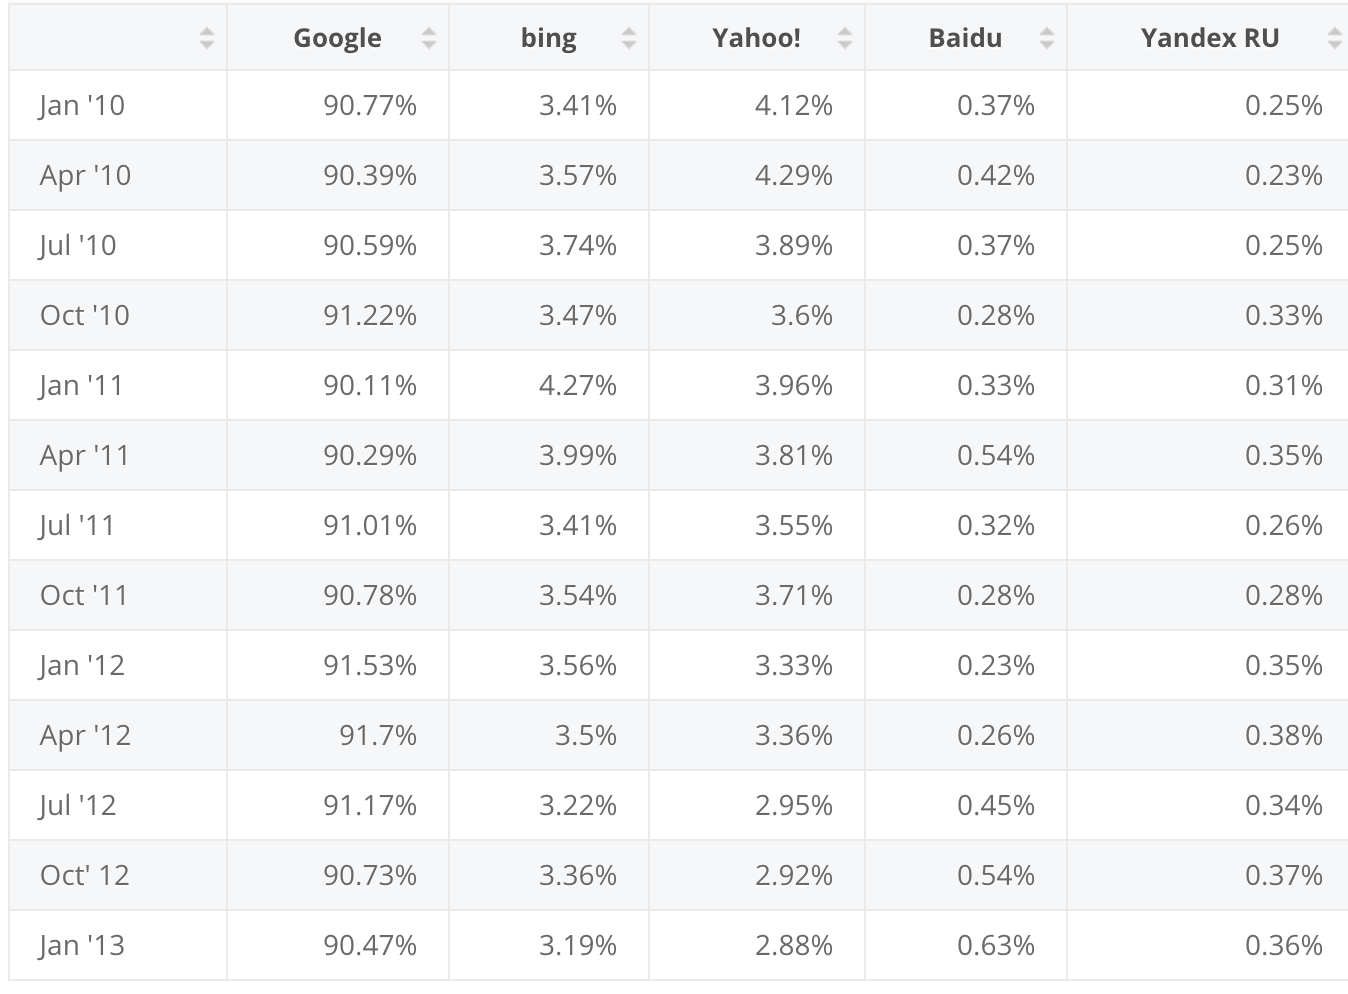 Google bing Yahoo! Baidu Yandex RU
Jan '10 90.77% 3.41% 4.12% 0.37% 0.25%
Apr '10 90.39% 3.57% 4.29% 0.42% 0.23%
Jul '10 90.59% 3.74% 3.89% 0.37% 0.25%
Oct '10 91.22% 3.47% 3.6% 0.28% 0.33%
Jan '11 90.11% 4.27% 3.96% 0.33% 0.31%
Apr '11 90.29% 3.99% 3.81% 0.54% 0.35%
Jul '11 91.01% 3.41% 3.55% 0.32% 0.26%
Oct '11 90.78% 3.54% 3.71% 0.28% 0.28%
Jan '12 91.53% 3.56% 3.33% 0.23% 0.35%
Apr '12 91.7% 3.5% 3.36% 0.26% 0.38%
Jul '12 91.17% 3.22% 2.95% 0.45% 0.34%
Oct' 12 90.73% 3.36% 2.92% 0.54% 0.37%
Jan '13 90.47% 3.19% 2.88% 0.63% 0.36%